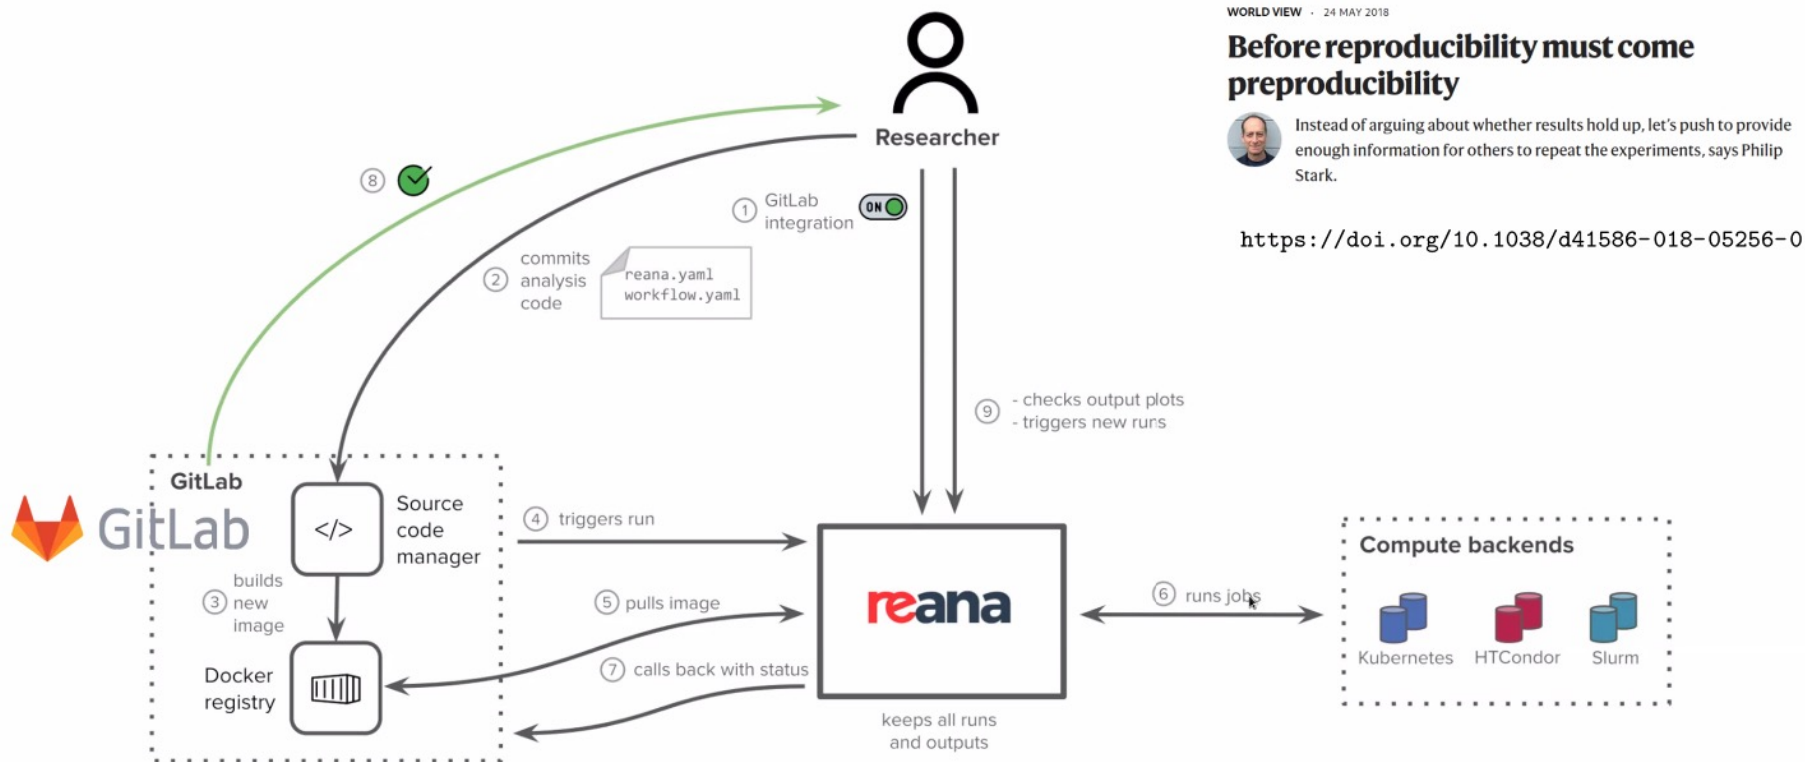 WORLD VIEW · 24 MAY 2018
Before reproducibility must come
preproducibility
Instead of arguing about whether results hold up, let's push to provide
enough information for others to repeat the experiments, says Philip
Stark.
https://doi.org/10.1038/d41586-018-05256-0
Researcher
8
1 GitLab
integration
ON
2 commits
analysis
code
reana.yaml
workflow.yaml
9 - checks output plots
- triggers new runs
GitLab
GitLab
</>
Source
code
manager
3 builds
new
image
Docker
registry
4 triggers run
5 pulls image
7 calls back with status
reana
keeps all runs
and outputs
6 runs jobs
Compute backends
Kubernetes
HTCondor
Slurm